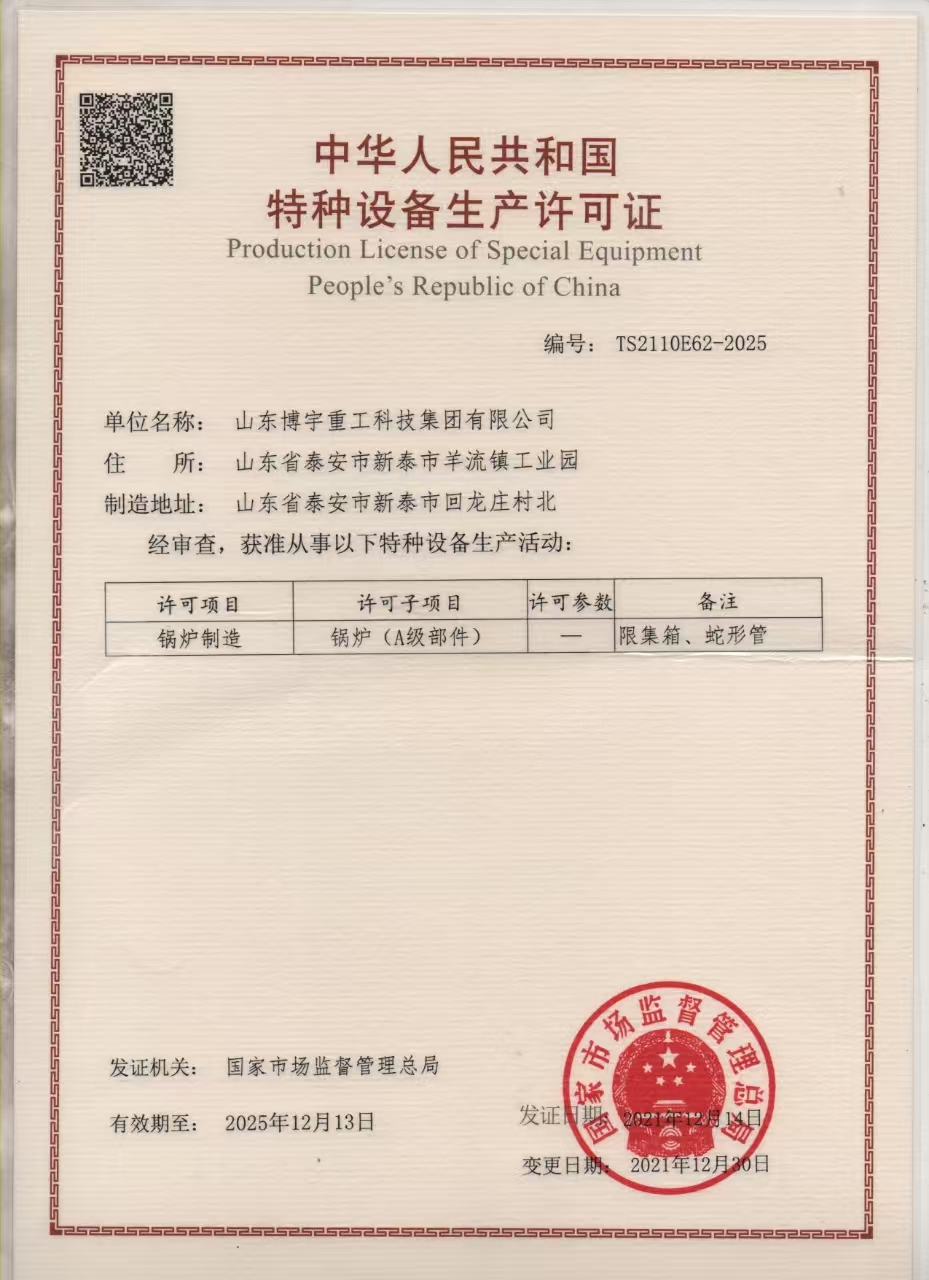 中华人民共和国
特种设备生产许可证
Production License of Special Equipment
People's Republic of China
编号： TS2110E62-2025
单位名称： 山东博宇重工科技集团有限公司
住 所： 山东省泰安市新泰市羊流镇工业园
制造地址： 山东省泰安市新泰市回龙庄村北
经审查，获准从事以下特种设备生产活动：
许可项目 许可子项目 许可参数 备注
锅炉制造 锅炉（A级部件） — 限集箱、蛇形管
国家市场监督管理总局
发证机关： 国家市场监督管理总局
发证日期： 2021年12月14日
有效期至： 2025年12月13日
变更日期： 2021年12月30日